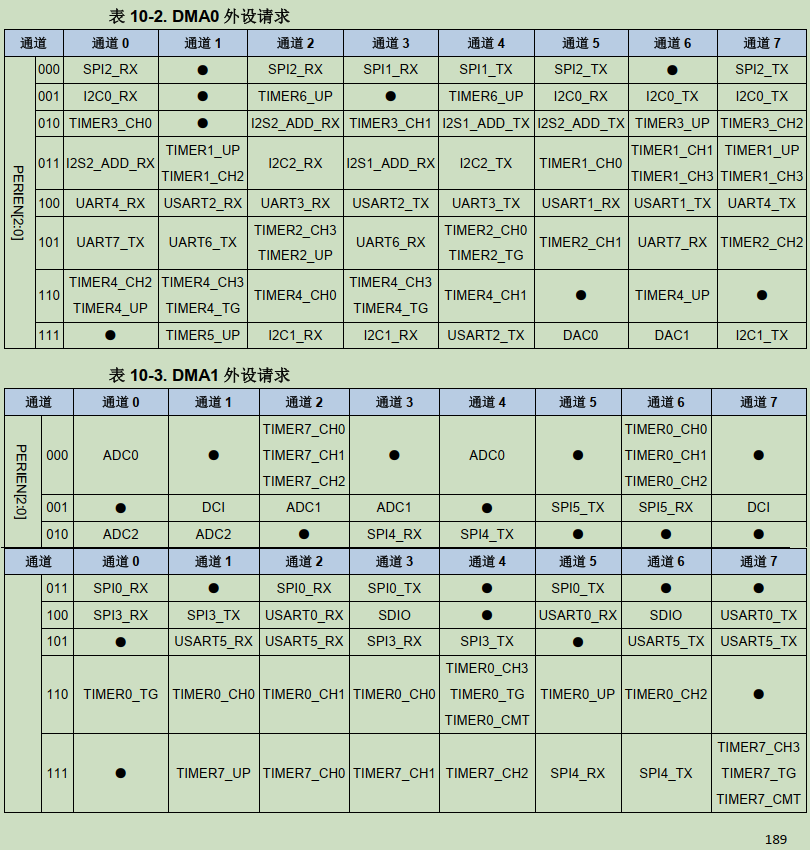 表 10-2. DMA0 外设请求
通道 通道 0 通道 1 通道 2 通道 3 通道 4 通道 5 通道 6 通道 7
PERIEN[2:0]
000 SPI2_RX ● SPI2_RX SPI1_RX SPI1_TX SPI2_TX ● SPI2_TX
001 I2C0_RX ● TIMER6_UP ● TIMER6_UP I2C0_RX I2C0_TX I2C0_TX
010 TIMER3_CH0 ● I2S2_ADD_RX TIMER3_CH1 I2S1_ADD_TX I2S2_ADD_TX TIMER3_UP TIMER3_CH2
TIMER1_UP TIMER1_CH1 TIMER1_UP
011 I2S2_ADD_RX I2C2_RX I2S1_ADD_RX I2C2_TX TIMER1_CH0
TIMER1_CH2 TIMER1_CH3 TIMER1_CH3
100 UART4_RX USART2_RX UART3_RX USART2_TX UART3_TX USART1_RX USART1_TX UART4_TX
TIMER2_CH3 TIMER2_CH0
101 UART7_TX UART6_TX UART6_RX TIMER2_CH1 UART7_RX TIMER2_CH2
TIMER2_UP TIMER2_TG
TIMER4_CH2 TIMER4_CH3 TIMER4_CH3
110 TIMER4_CH0 TIMER4_CH1 ● TIMER4_UP ●
TIMER4_UP TIMER4_TG TIMER4_TG
111 ● TIMER5_UP I2C1_RX I2C1_RX USART2_TX DAC0 DAC1 I2C1_TX
表 10-3. DMA1 外设请求
通道 通道 0 通道 1 通道 2 通道 3 通道 4 通道 5 通道 6 通道 7
PERIEN[2:0]
TIMER7_CH0 TIMER0_CH0
000 ADC0 ● TIMER7_CH1 ● ADC0 ● TIMER0_CH1 ●
TIMER7_CH2 TIMER0_CH2
001 ● DCI ADC1 ADC1 ● SPI5_TX SPI5_RX DCI
010 ADC2 ADC2 ● SPI4_RX SPI4_TX ● ● ●
通道 通道 0 通道 1 通道 2 通道 3 通道 4 通道 5 通道 6 通道 7
011 SPI0_RX ● SPI0_RX SPI0_TX ● SPI0_TX ● ●
100 SPI3_RX SPI3_TX USART0_RX SDIO ● USART0_RX SDIO USART0_TX
101 ● USART5_RX USART5_RX SPI3_RX SPI3_TX ● USART5_TX USART5_TX
TIMER0_CH3
110 TIMER0_TG TIMER0_CH0 TIMER0_CH1 TIMER0_CH0 TIMER0_TG TIMER0_UP TIMER0_CH2 ●
TIMER0_CMT
TIMER7_CH3
111 ● TIMER7_UP TIMER7_CH0 TIMER7_CH1 TIMER7_CH2 SPI4_RX SPI4_TX TIMER7_TG
TIMER7_CMT
189